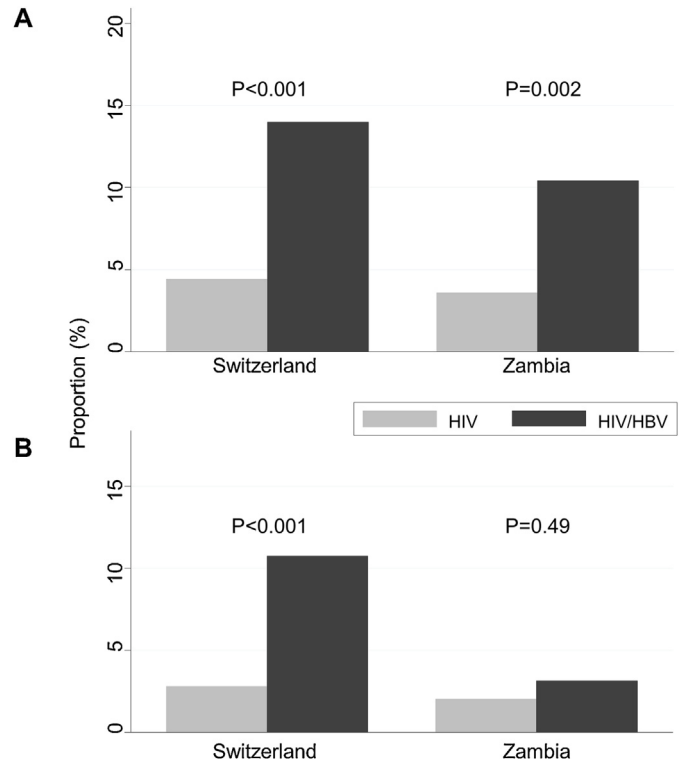 A
20
15
10
5
0
P<0.001
P=0.002
Switzerland
Zambia
Proportion (%)
HIV
HIV/HBV
B
15
10
5
0
P<0.001
P=0.49
Switzerland
Zambia